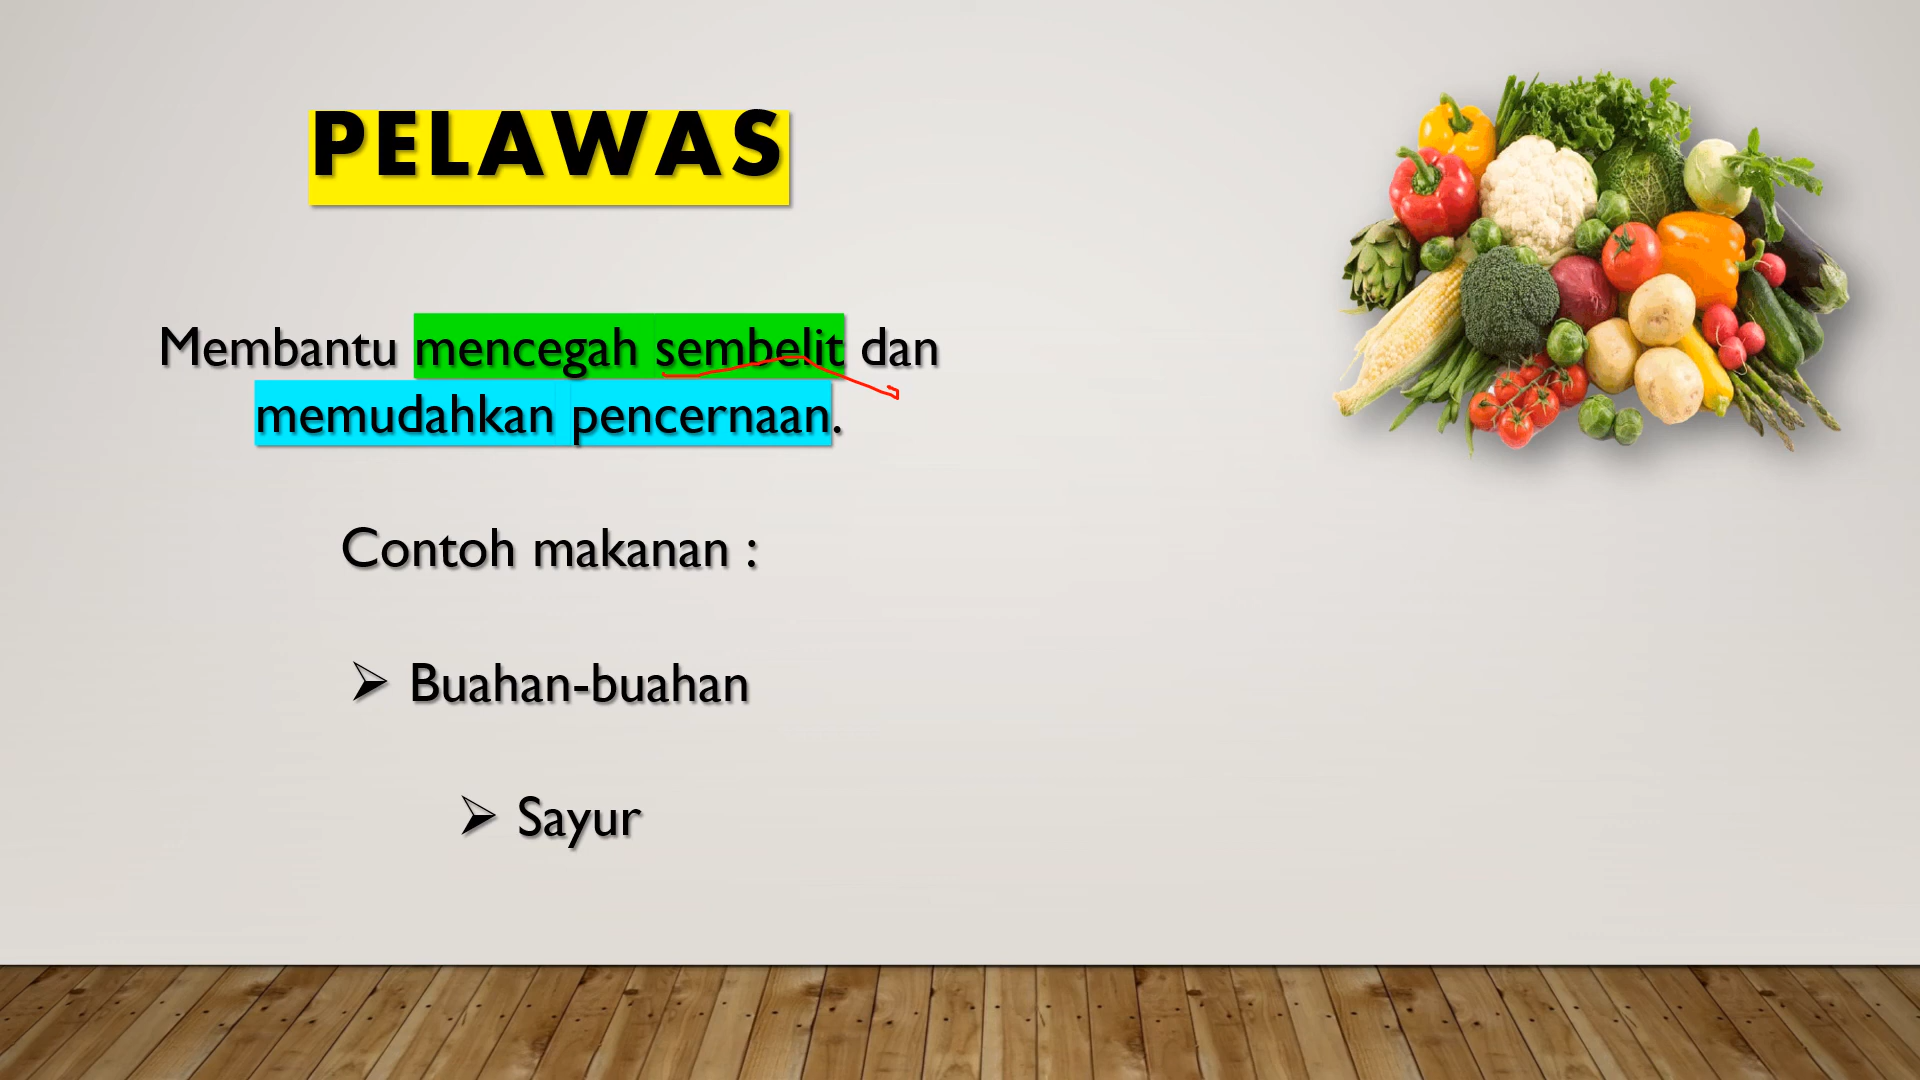 PELAWAS
Membantu mencegah sembelit dan
memudahkan pencernaan.
Contoh makanan :
➢ Buahan-buahan
➢ Sayur